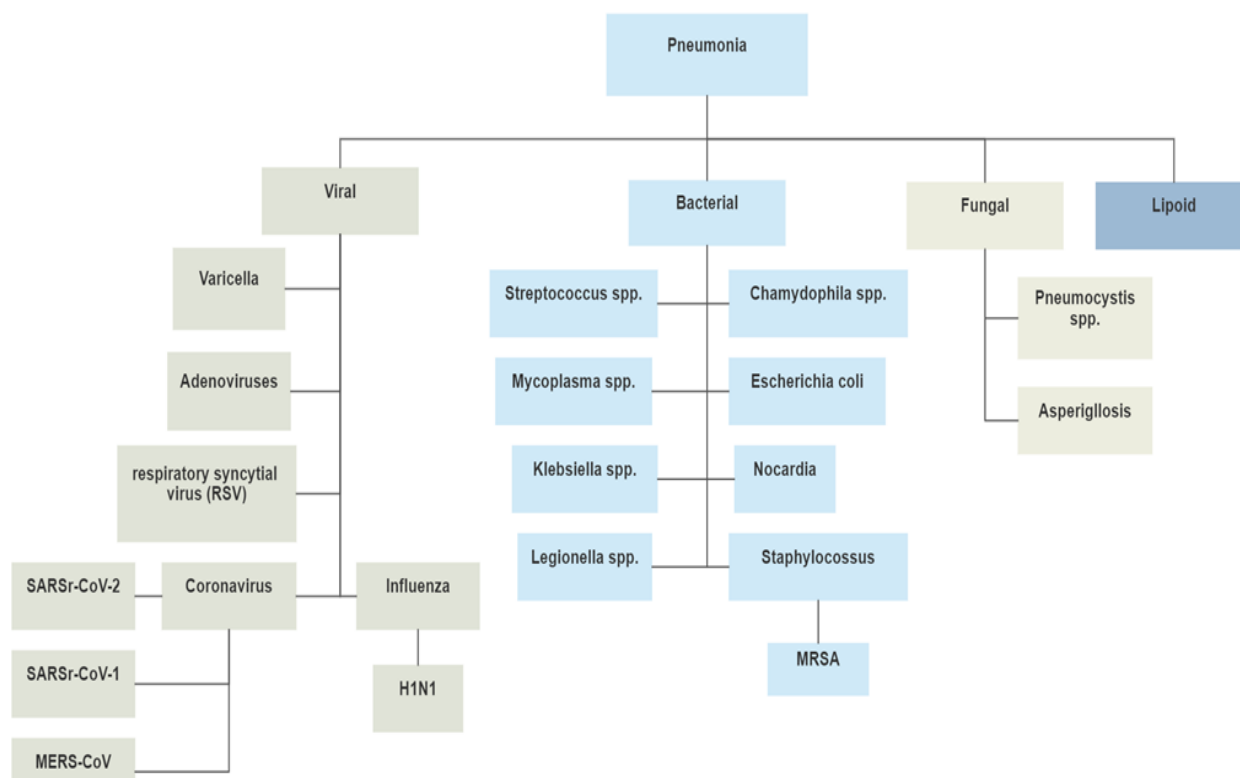 Pneumonia
Viral
Bacterial
Fungal
Lipoid
Varicella
Adenoviruses
respiratory syncytial
virus (RSV)
SARSr-CoV-2
Coronavirus
Influenza
SARSr-CoV-1
H1N1
MERS-CoV
Streptococcus spp.
Chamydophila spp.
Mycoplasma spp.
Escherichia coli
Klebsiella spp.
Nocardia
Legionella spp.
Staphylocossus
MRSA
Pneumocystis
spp.
Asperigllosis